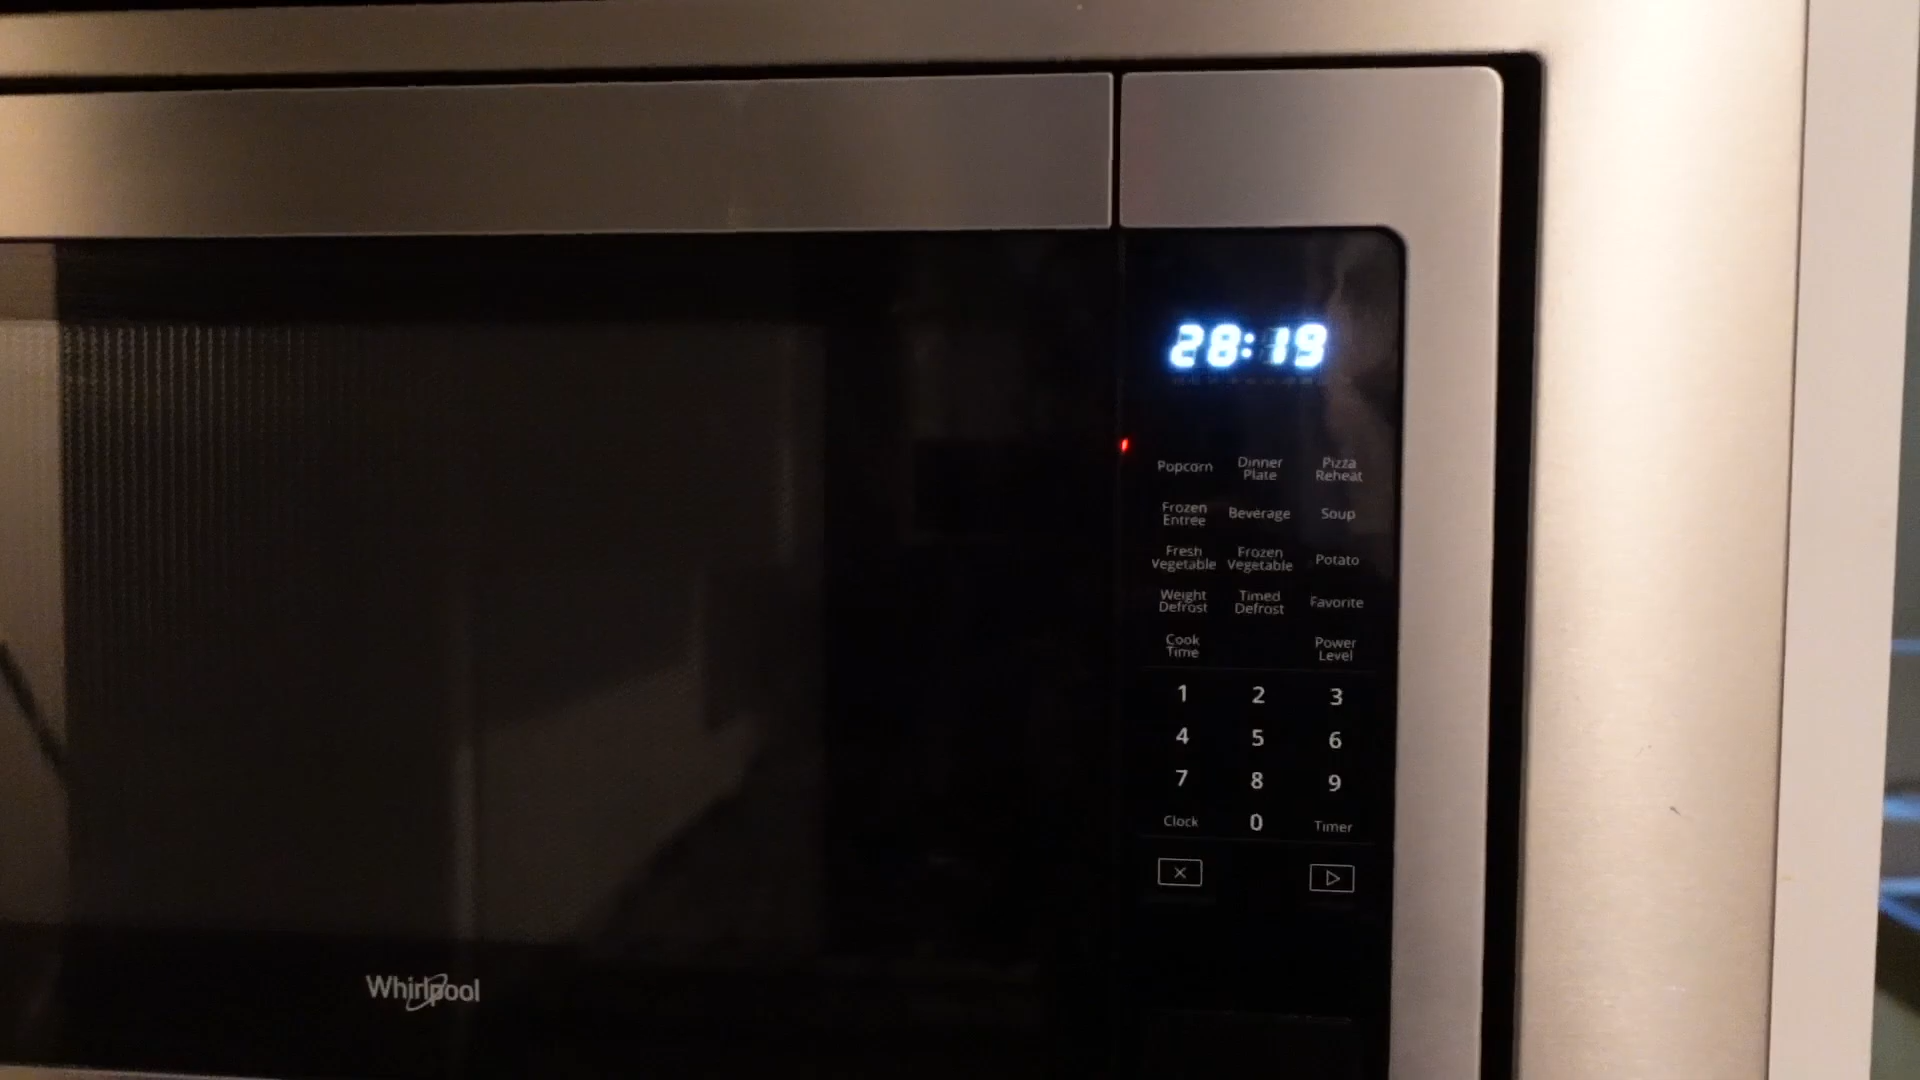 28:19
Popcorn Dinner Plate Pizza Reheat
Frozen Entrée Beverage Soup
Fresh Vegetable Frozen Vegetable Potato
Weight Defrost Timed Defrost Favorite
Cook Time Power Level
1 2 3
4 5 6
7 8 9
Clock 0 Timer
Whirlpool